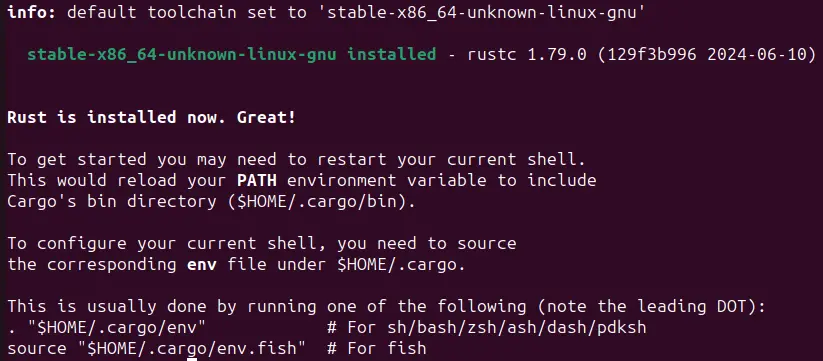 info: default toolchain set to 'stable-x86_64-unknown-linux-gnu'
stable-x86_64-unknown-linux-gnu installed - rustc 1.79.0 (129f3b996 2024-06-10)
Rust is installed now. Great!
To get started you may need to restart your current shell.
This would reload your PATH environment variable to include
Cargo's bin directory ($HOME/.cargo/bin).
To configure your current shell, you need to source
the corresponding env file under $HOME/.cargo.
This is usually done by running one of the following (note the leading DOT):
. "$HOME/.cargo/env"            # For sh/bash/zsh/ash/dash/pdksh
source "$HOME/.cargo/env.fish"  # For fish